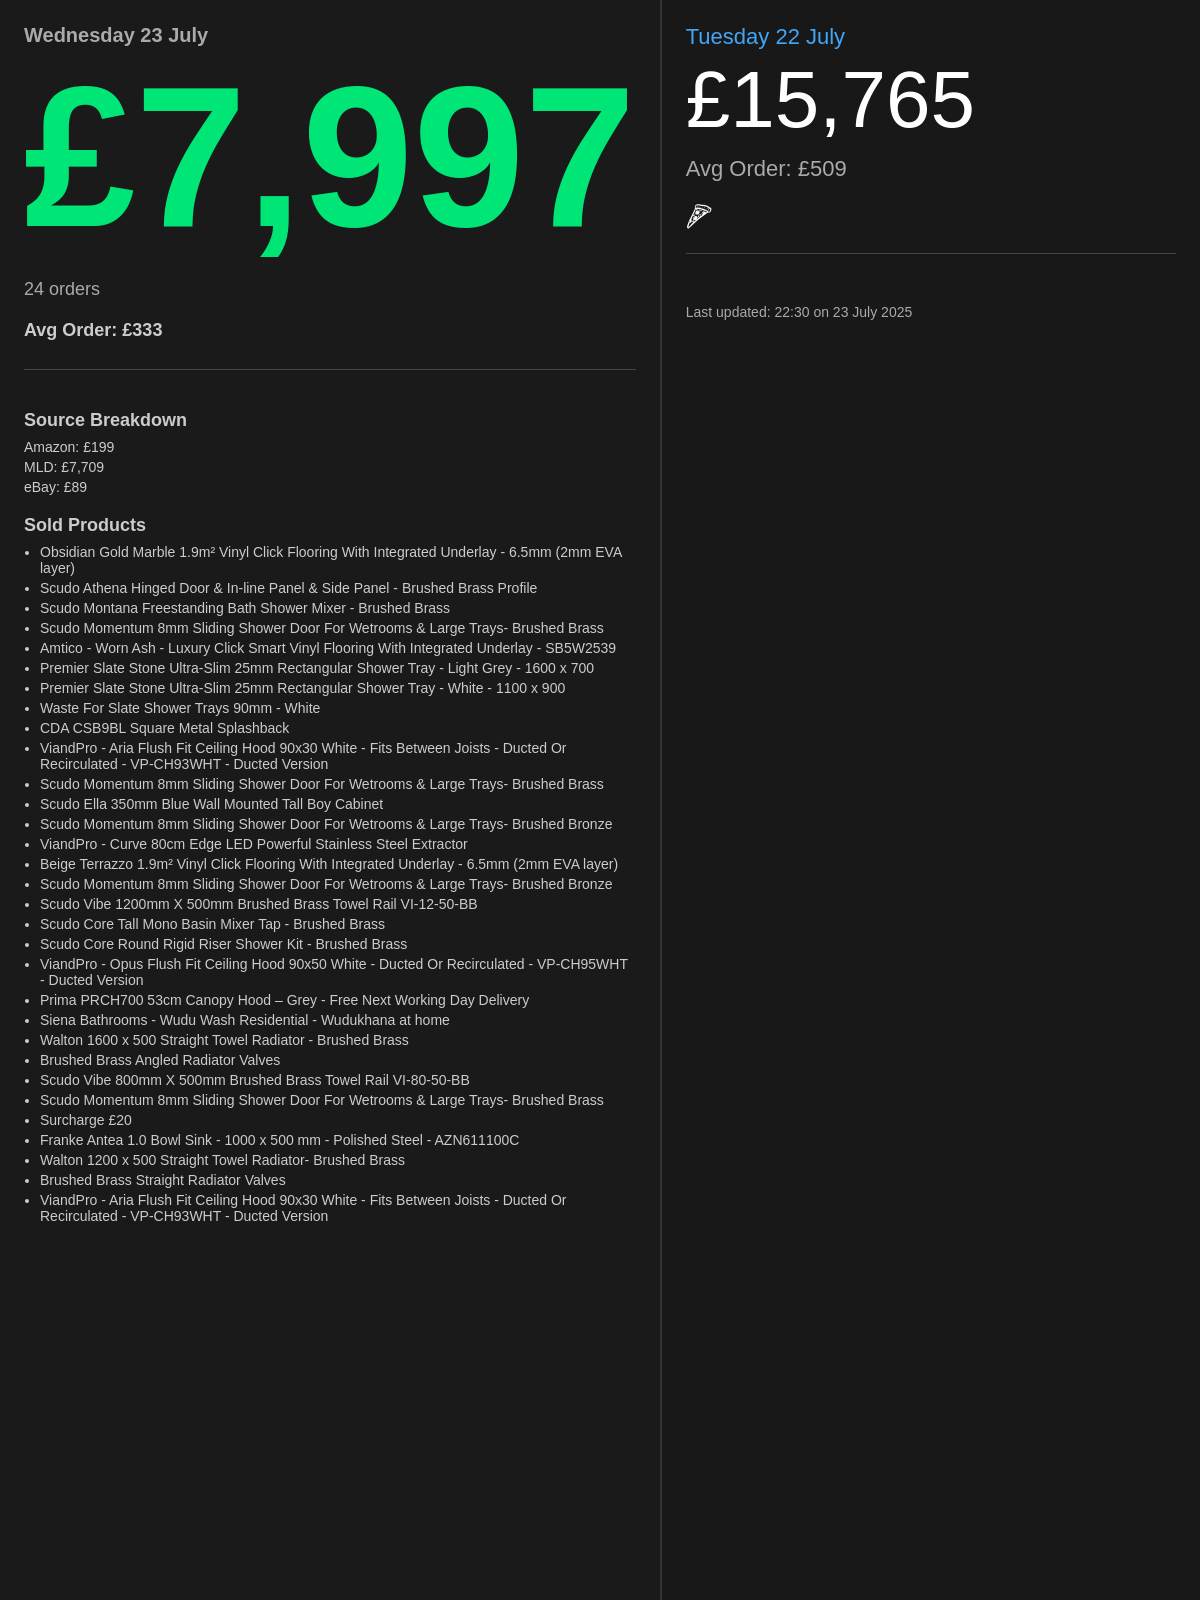 Wednesday 23 July
£7,997
24 orders
Avg Order: £333
Source Breakdown
Amazon: £199
MLD: £7,709
eBay: £89
Sold Products
• Obsidian Gold Marble 1.9m² Vinyl Click Flooring With Integrated Underlay - 6.5mm (2mm EVA
layer)
• Scudo Athena Hinged Door & In-line Panel & Side Panel - Brushed Brass Profile
• Scudo Montana Freestanding Bath Shower Mixer - Brushed Brass
• Scudo Momentum 8mm Sliding Shower Door For Wetrooms & Large Trays- Brushed Brass
• Amtico - Worn Ash - Luxury Click Smart Vinyl Flooring With Integrated Underlay - SB5W2539
• Premier Slate Stone Ultra-Slim 25mm Rectangular Shower Tray - Light Grey - 1600 x 700
• Premier Slate Stone Ultra-Slim 25mm Rectangular Shower Tray - White - 1100 x 900
• Waste For Slate Shower Trays 90mm - White
• CDA CSB9BL Square Metal Splashback
• ViandPro - Aria Flush Fit Ceiling Hood 90x30 White - Fits Between Joists - Ducted Or
Recirculated - VP-CH93WHT - Ducted Version
• Scudo Momentum 8mm Sliding Shower Door For Wetrooms & Large Trays- Brushed Brass
• Scudo Ella 350mm Blue Wall Mounted Tall Boy Cabinet
• Scudo Momentum 8mm Sliding Shower Door For Wetrooms & Large Trays- Brushed Bronze
• ViandPro - Curve 80cm Edge LED Powerful Stainless Steel Extractor
• Beige Terrazzo 1.9m² Vinyl Click Flooring With Integrated Underlay - 6.5mm (2mm EVA layer)
• Scudo Momentum 8mm Sliding Shower Door For Wetrooms & Large Trays- Brushed Bronze
• Scudo Vibe 1200mm X 500mm Brushed Brass Towel Rail VI-12-50-BB
• Scudo Core Tall Mono Basin Mixer Tap - Brushed Brass
• Scudo Core Round Rigid Riser Shower Kit - Brushed Brass
• ViandPro - Opus Flush Fit Ceiling Hood 90x50 White - Ducted Or Recirculated - VP-CH95WHT
- Ducted Version
• Prima PRCH700 53cm Canopy Hood – Grey - Free Next Working Day Delivery
• Siena Bathrooms - Wudu Wash Residential - Wudukhana at home
• Walton 1600 x 500 Straight Towel Radiator - Brushed Brass
• Brushed Brass Angled Radiator Valves
• Scudo Vibe 800mm X 500mm Brushed Brass Towel Rail VI-80-50-BB
• Scudo Momentum 8mm Sliding Shower Door For Wetrooms & Large Trays- Brushed Brass
• Surcharge £20
• Franke Antea 1.0 Bowl Sink - 1000 x 500 mm - Polished Steel - AZN611100C
• Walton 1200 x 500 Straight Towel Radiator- Brushed Brass
• Brushed Brass Straight Radiator Valves
• ViandPro - Aria Flush Fit Ceiling Hood 90x30 White - Fits Between Joists - Ducted Or
Recirculated - VP-CH93WHT - Ducted Version
Tuesday 22 July
£15,765
Avg Order: £509
Last updated: 22:30 on 23 July 2025